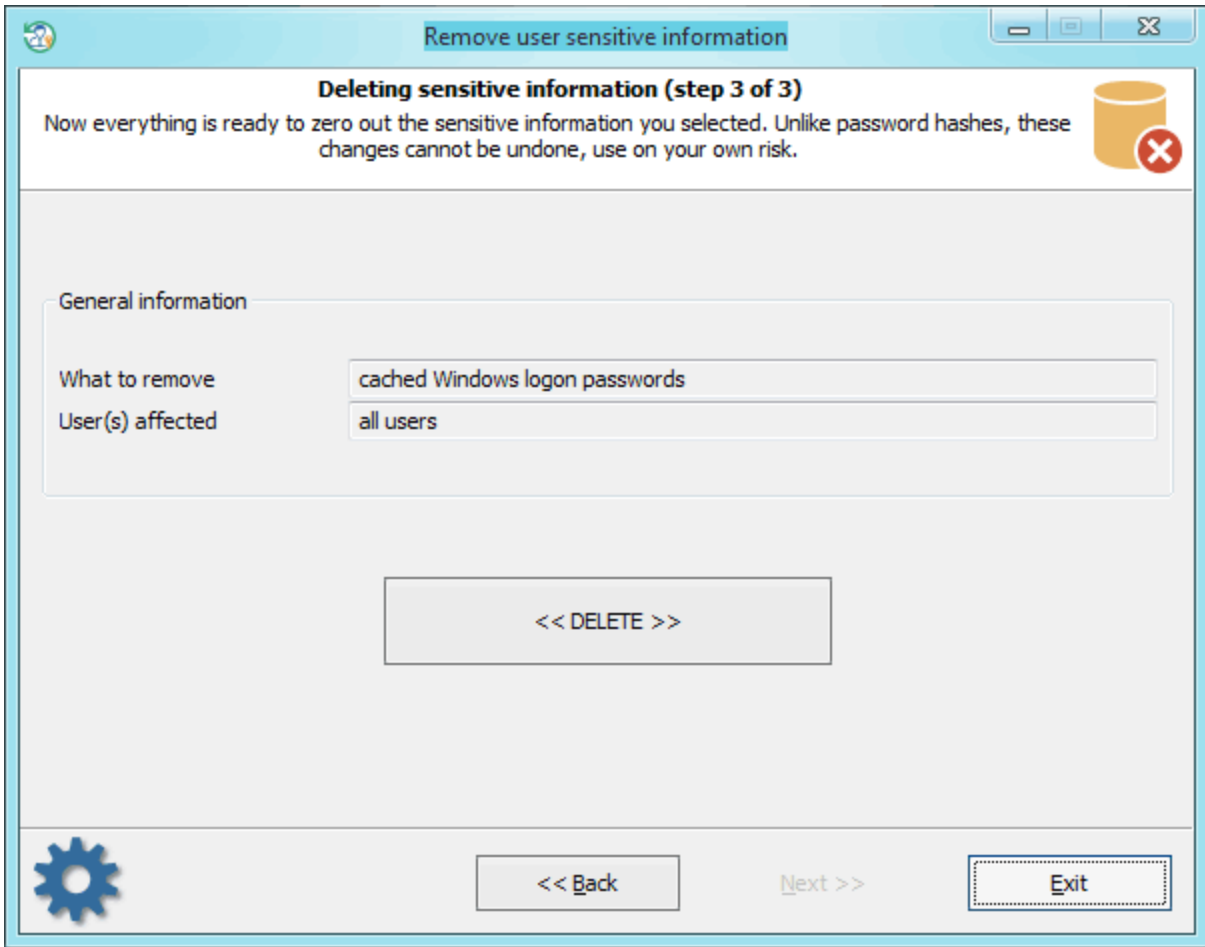 Remove user sensitive information
Deleting sensitive information (step 3 of 3)
Now everything is ready to zero out the sensitive information you selected. Unlike password hashes, these
changes cannot be undone, use on your own risk.
General information
What to remove cached Windows logon passwords
User(s) affected all users
<< DELETE >>
<< Back Next >> Exit